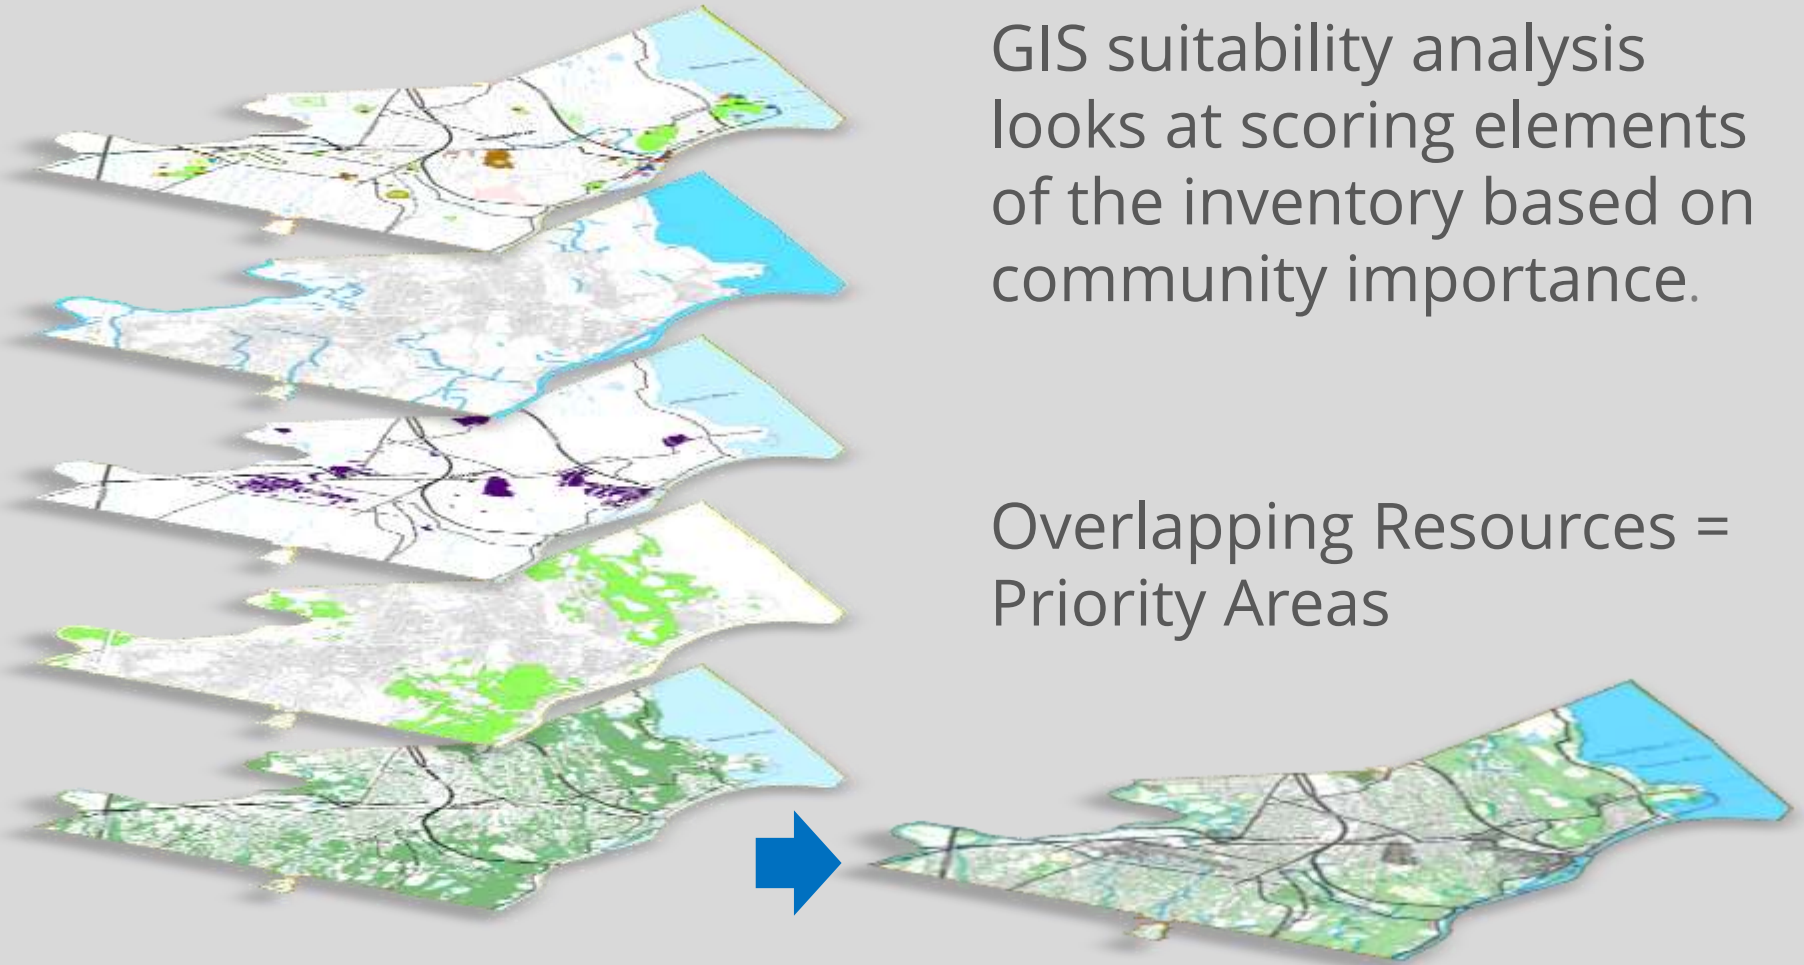 GIS suitability analysis
looks at scoring elements
of the inventory based on
community importance.
Overlapping Resources =
Priority Areas